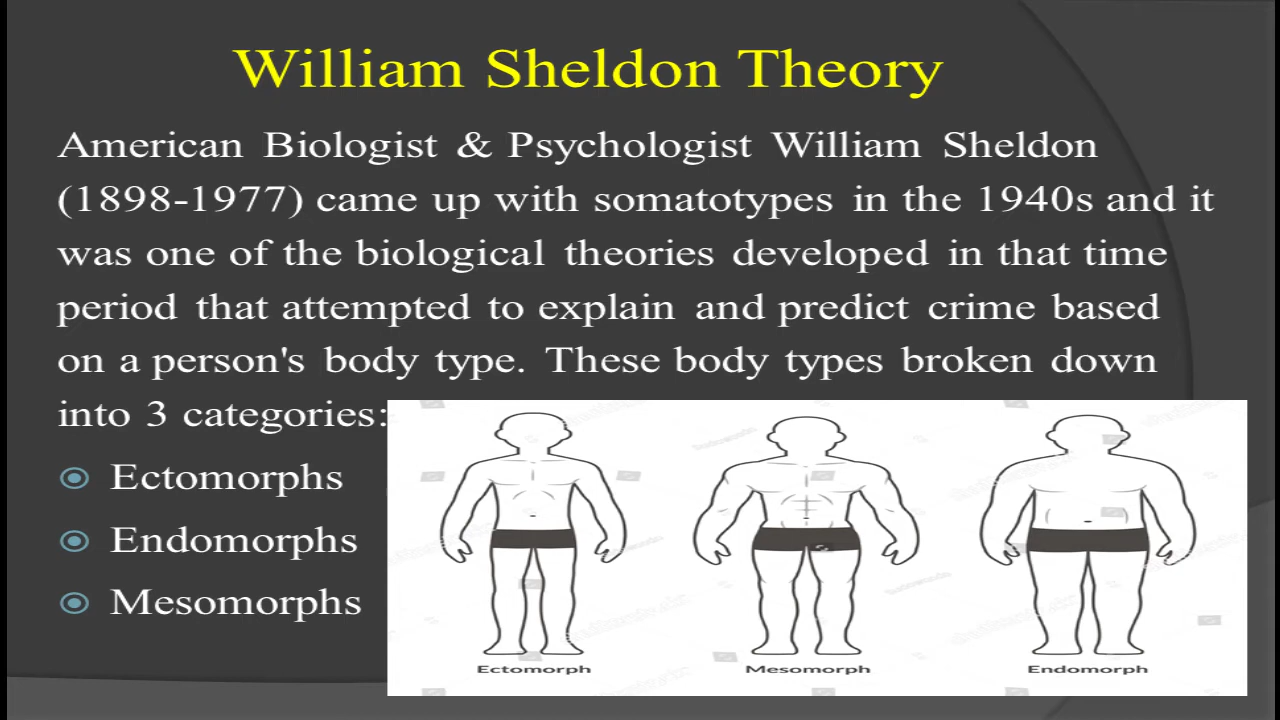 William Sheldon Theory
American Biologist & Psychologist William Sheldon
(1898-1977) came up with somatotypes in the 1940s and it
was one of the biological theories developed in that time
period that attempted to explain and predict crime based
on a person's body type. These body types broken down
into 3 categories:
Ectomorphs
Endomorphs
Mesomorphs
Ectomorph Mesomorph Endomorph